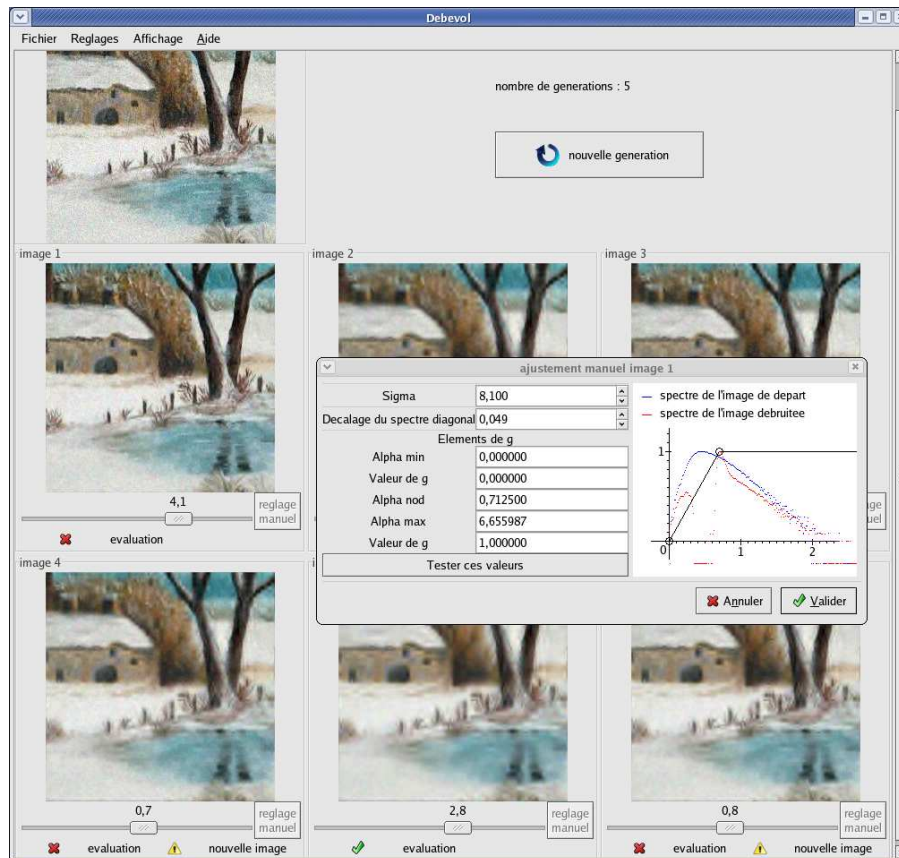 Debevol
Fichier Reglages Affichage Aide
nombre de generations : 5
nouvelle generation
image 1
image 2
image 3
ajustement manuel image 1
Sigma 8,100
Decalage du spectre diagonal 0,049
Elements de g
Alpha min 0,000000
Valeur de g 0,000000
Alpha nod 0,712500
Alpha max 6,655987
Valeur de g 1,000000
Tester ces valeurs
spectre de l'image de depart
spectre de l'image debruitee
1
0 1 2
Annuler Valider
4,1
reglage manuel
evaluation
image 4
0,7
reglage manuel
evaluation nouvelle image
2,8
reglage manuel
evaluation
0,8
reglage manuel
evaluation nouvelle image